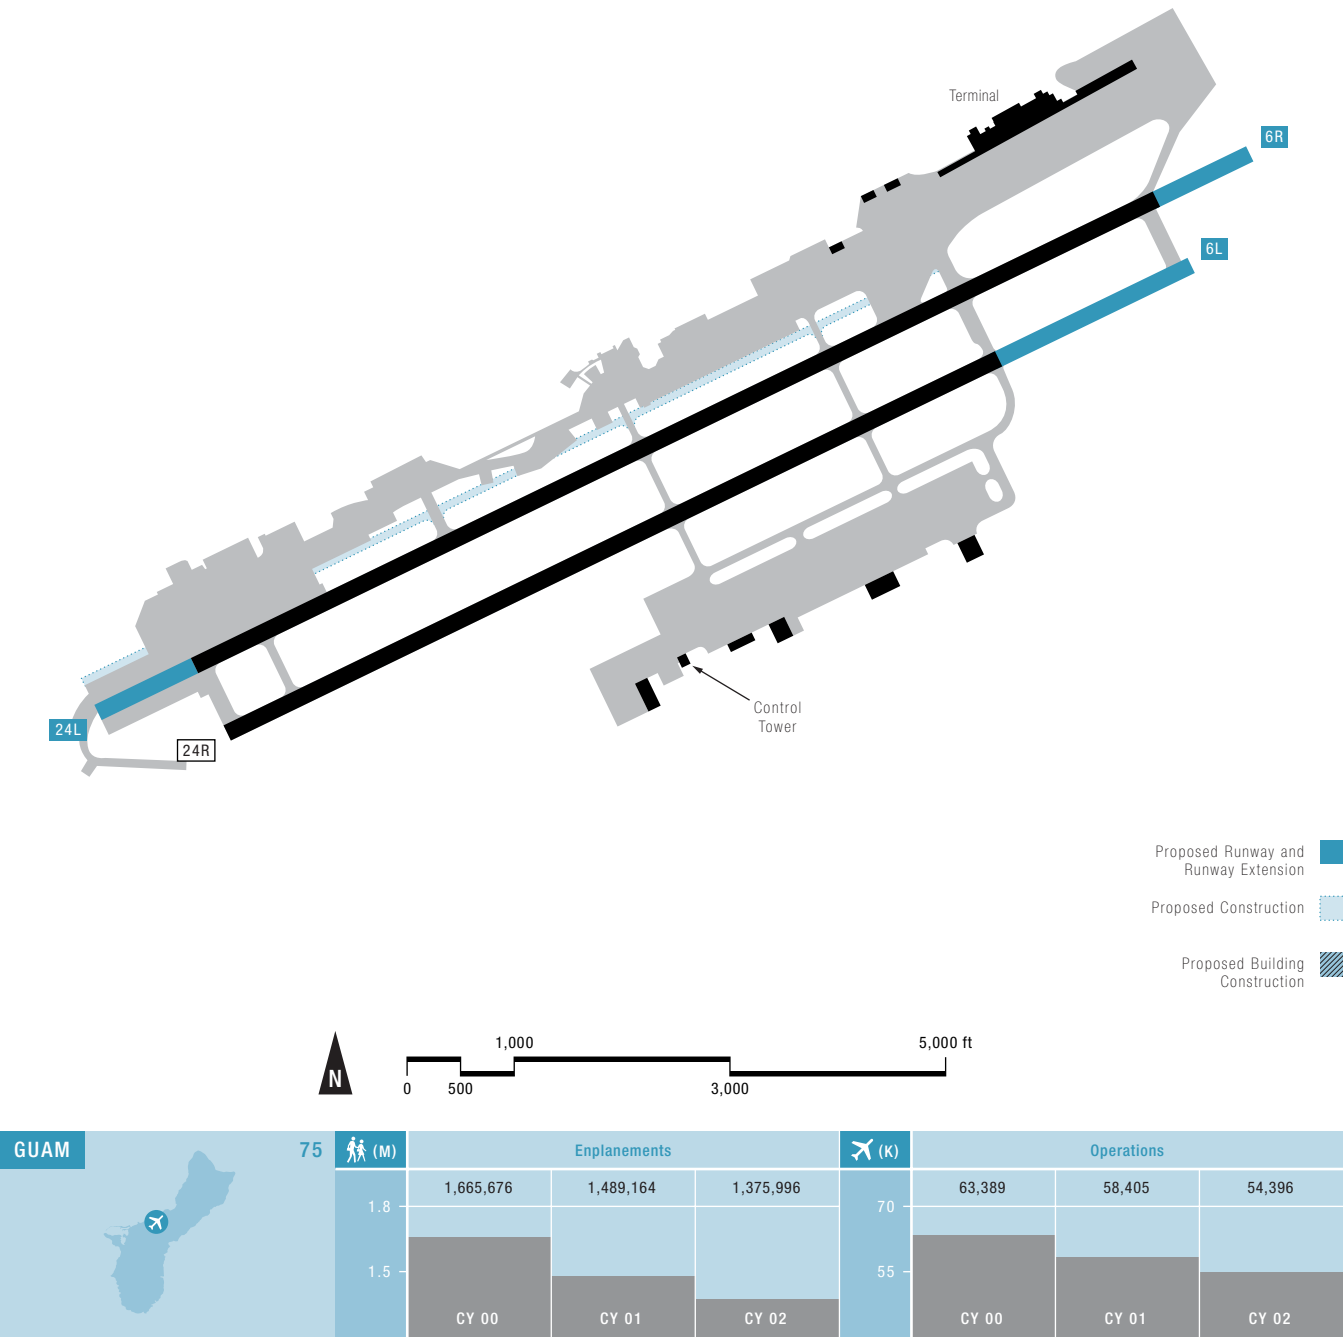 Terminal
6R
6L
24L
24R
Control
Tower
Proposed Runway and
Runway Extension
Proposed Construction
Proposed Building
Construction
N
1,000
5,000 ft
0
500
3,000
GUAM
75
(M)
Enplanements
(K)
Operations
1,665,676
1,489,164
1,375,996
63,389
58,405
54,396
1.8
70
1.5
55
CY 00
CY 01
CY 02
CY 00
CY 01
CY 02